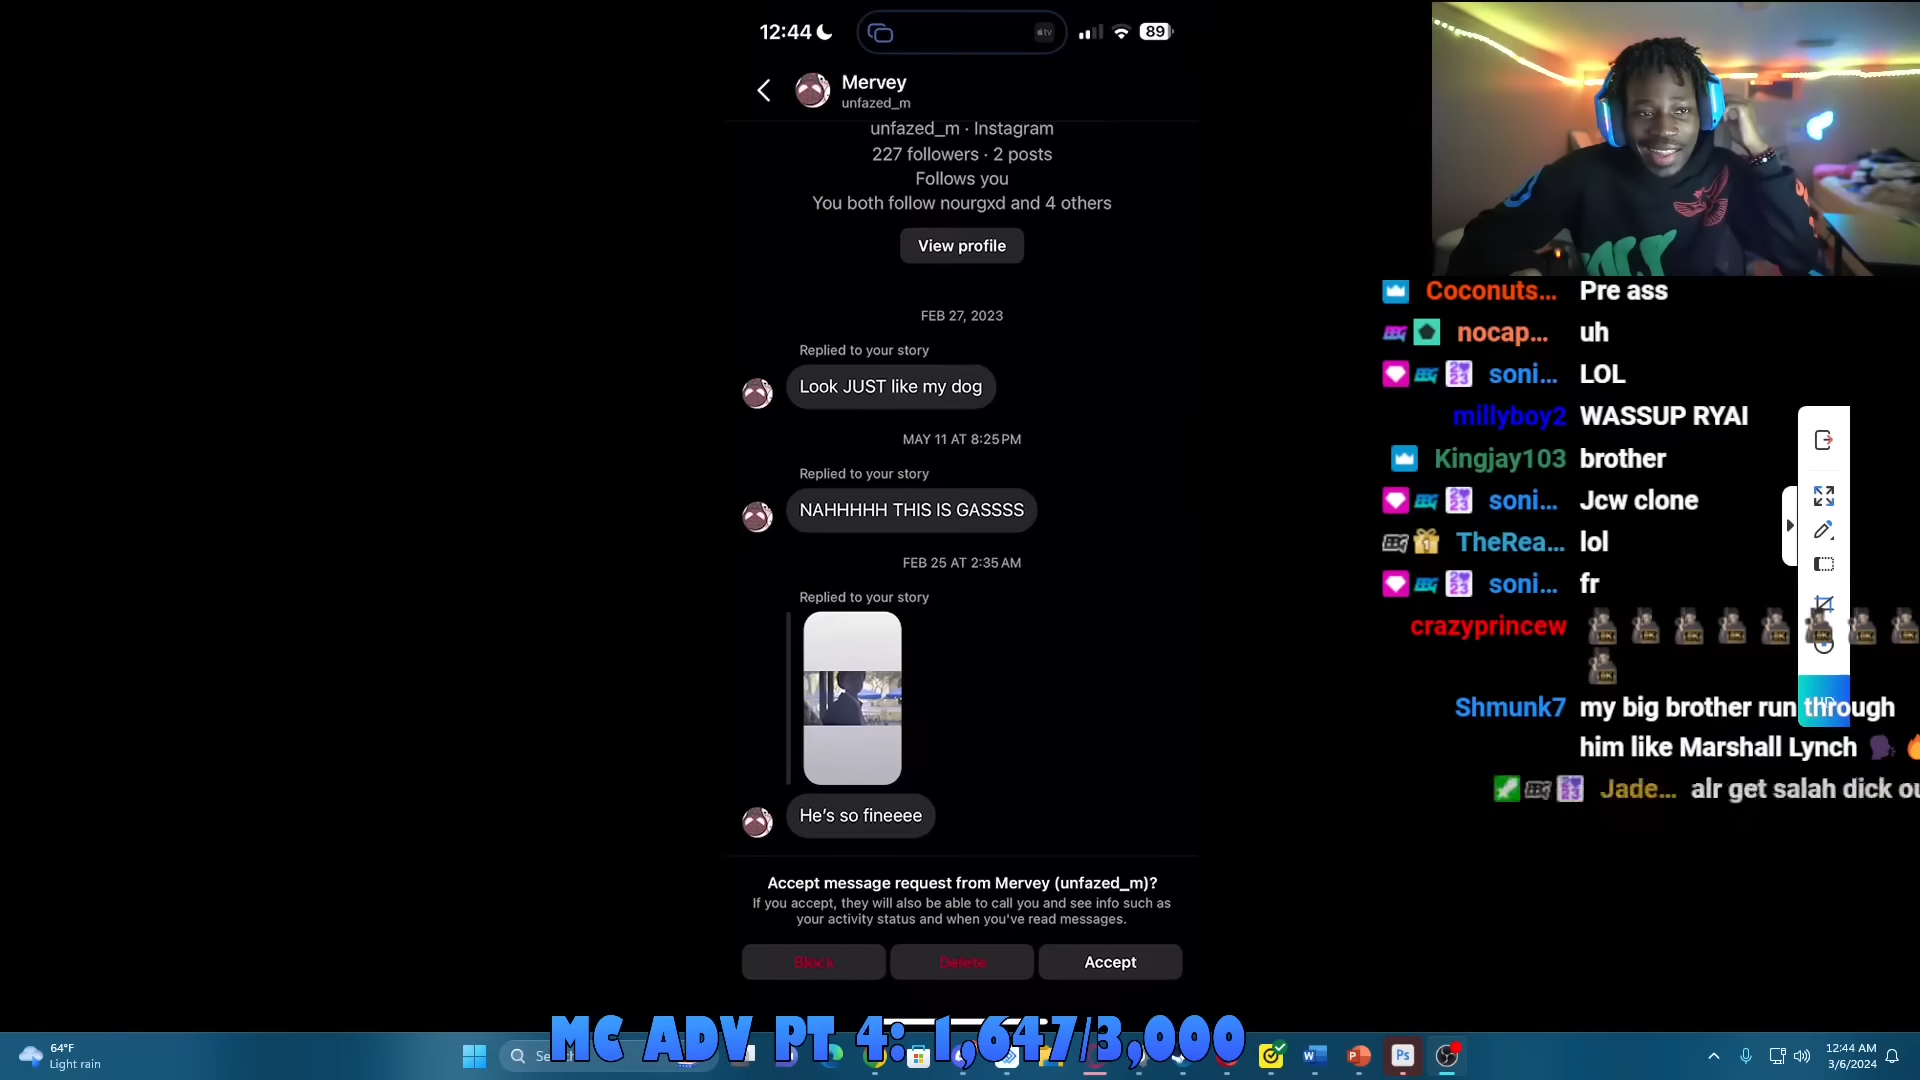 12:44
tv
89
Mervey
unfazed_m
unfazed_m · Instagram
227 followers · 2 posts
Follows you
You both follow nourgxd and 4 others
View profile
FEB 27, 2023
Replied to your story
Look JUST like my dog
MAY 11 AT 8:25 PM
Replied to your story
NAHHHHH THIS IS GASSSS
FEB 25 AT 2:35 AM
Replied to your story
He's so fineeee
Accept message request from Mervey (unfazed_m)?
If you accept, they will also be able to call you and see info such as
your activity status and when you've read messages.
Block
Delete
Accept
Coconuts... Pre ass
nocap... uh
soni... LOL
millyboy2 WASSUP RYAI
Kingjay103 brother
soni... Jcw clone
TheRea... lol
soni... fr
crazyprincew
Shmunk7 my big brother run through
him like Marshall Lynch
Jade... alr get salah dick ou
MC ADV PT 4: 1,647/3,000
64°F
Light rain
Ps
12:44 AM
3/6/2024